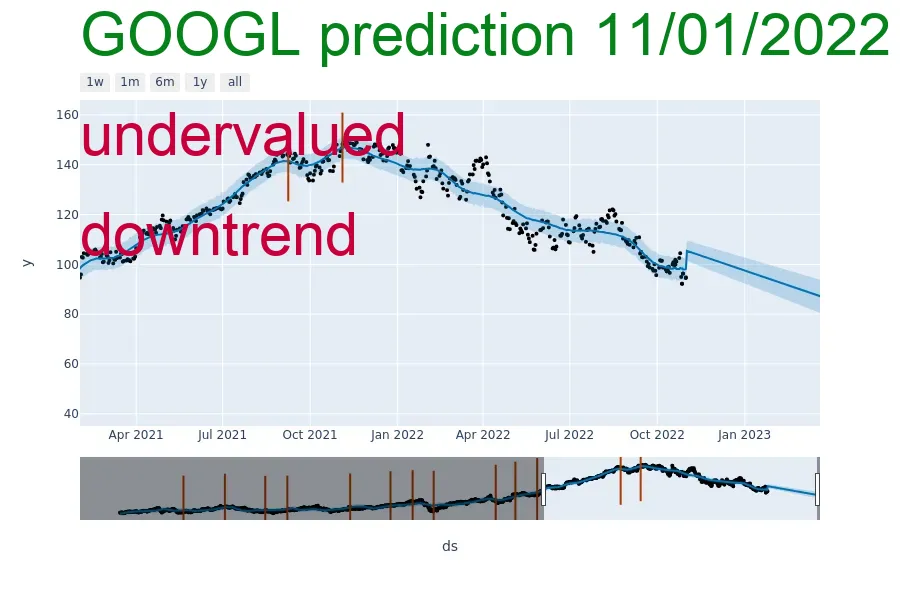 GOOGL prediction 11/01/2022
1w 1m 6m 1y all
160
undervalued
140
120
downtrend
100
y
80
60
40
Apr 2021 Jul 2021 Oct 2021 Jan 2022 Apr 2022 Jul 2022 Oct 2022 Jan 2023
ds